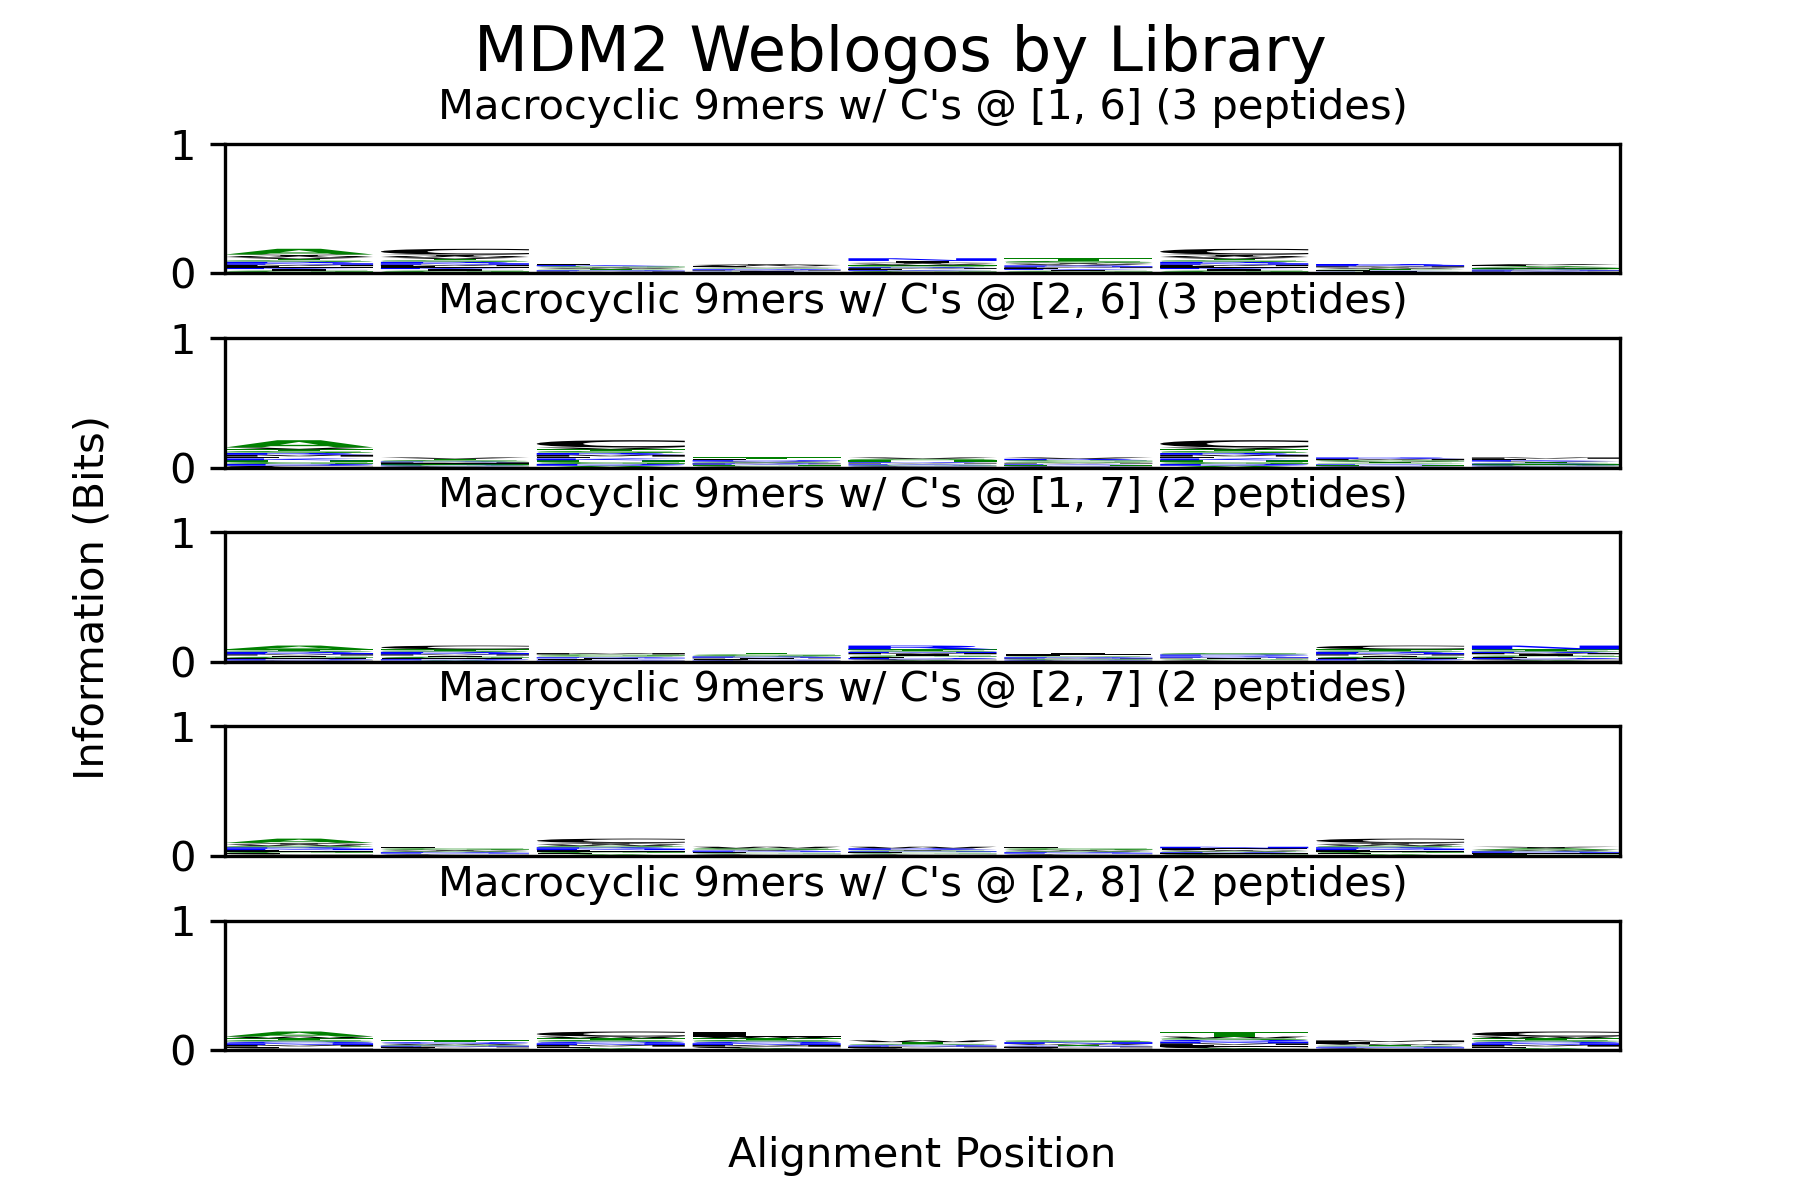 MDM2 Weblogos by Library
Macrocyclic 9mers w/ C's @ [1, 6] (3 peptides)
1
0
Macrocyclic 9mers w/ C's @ [2, 6] (3 peptides)
1
0
Macrocyclic 9mers w/ C's @ [1, 7] (2 peptides)
1
0
Macrocyclic 9mers w/ C's @ [2, 7] (2 peptides)
1
0
Macrocyclic 9mers w/ C's @ [2, 8] (2 peptides)
1
0
Information (Bits)
Alignment Position